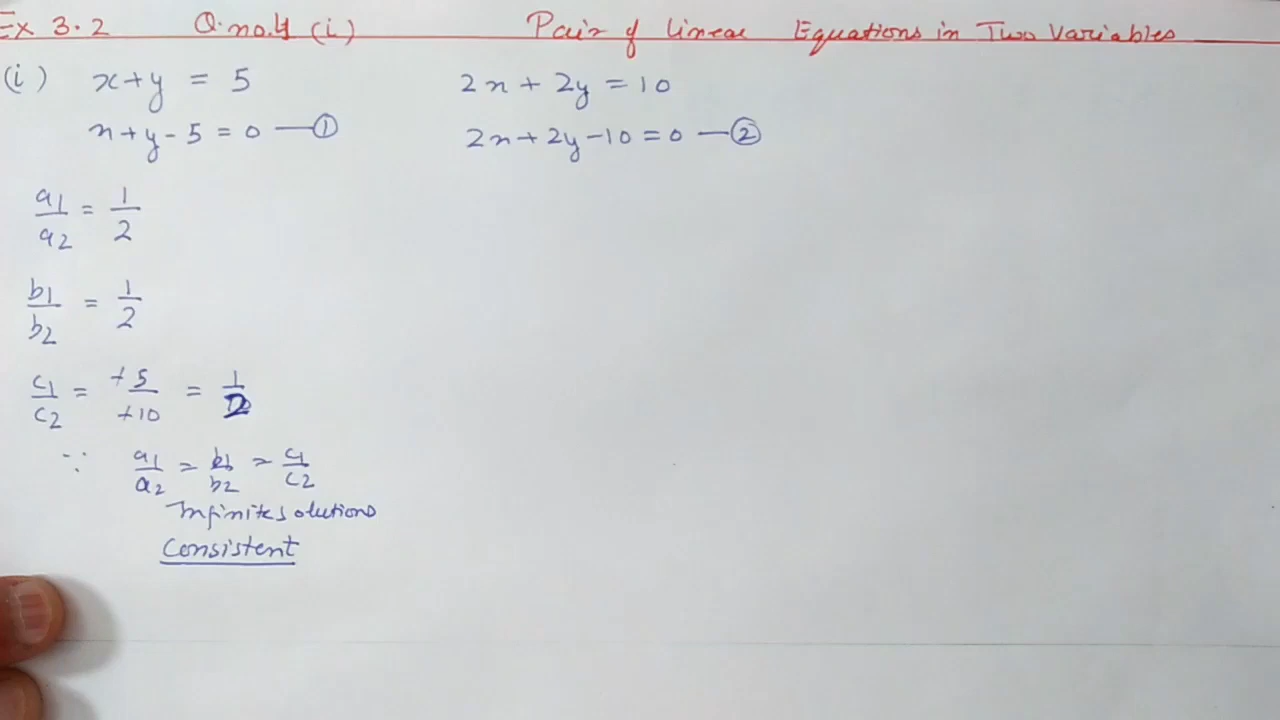 Ex 3.2 Q.no.4 (i) Pair of linear Equations in Two Variables
(i) x+y = 5 2x + 2y = 10
x+y-5=0 —① 2x+2y-10=0 —②
a1/a2 = 1/2
b1/b2 = 1/2
c1/c2 = +5/+10 = 1/2
∵ a1/a2 = b1/b2 = c1/c2
Infinite solutions
Consistent